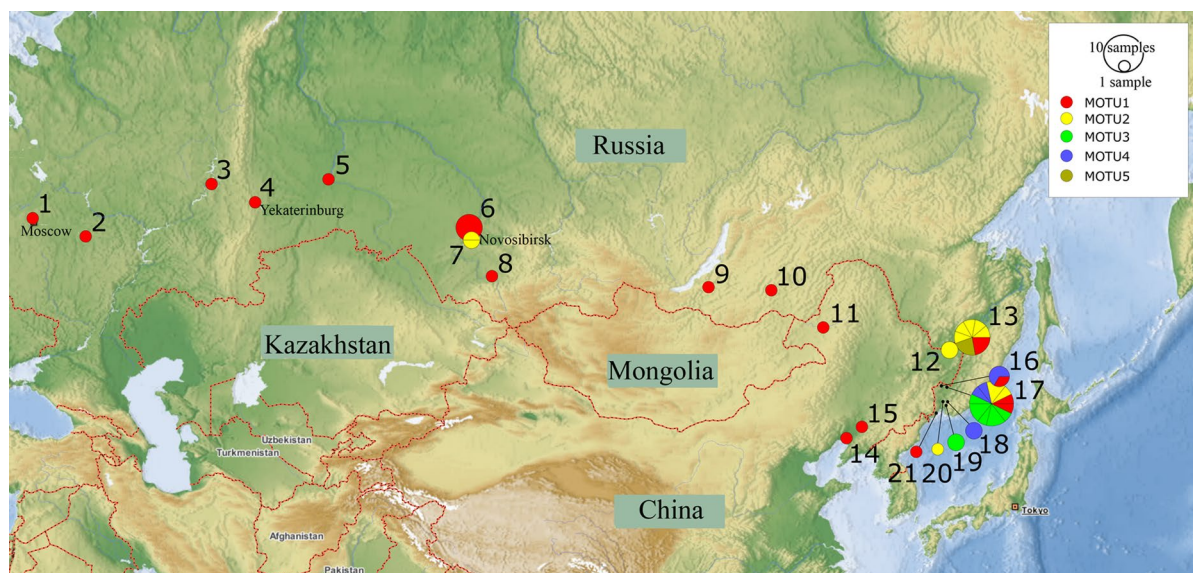 10 samples
1 sample
MOTU1
MOTU2
MOTU3
MOTU4
MOTU5
Russia
3
5
4
1
Yekaterinburg
6
Moscow
2
Novosibirsk
7
8
9
10
11
13
Kazakhstan
Mongolia
12
16
17
15
14
18
19
20
21
Uzbekistan
Turkmenistan
China
Tokyo
Afghanistan
Pakistan